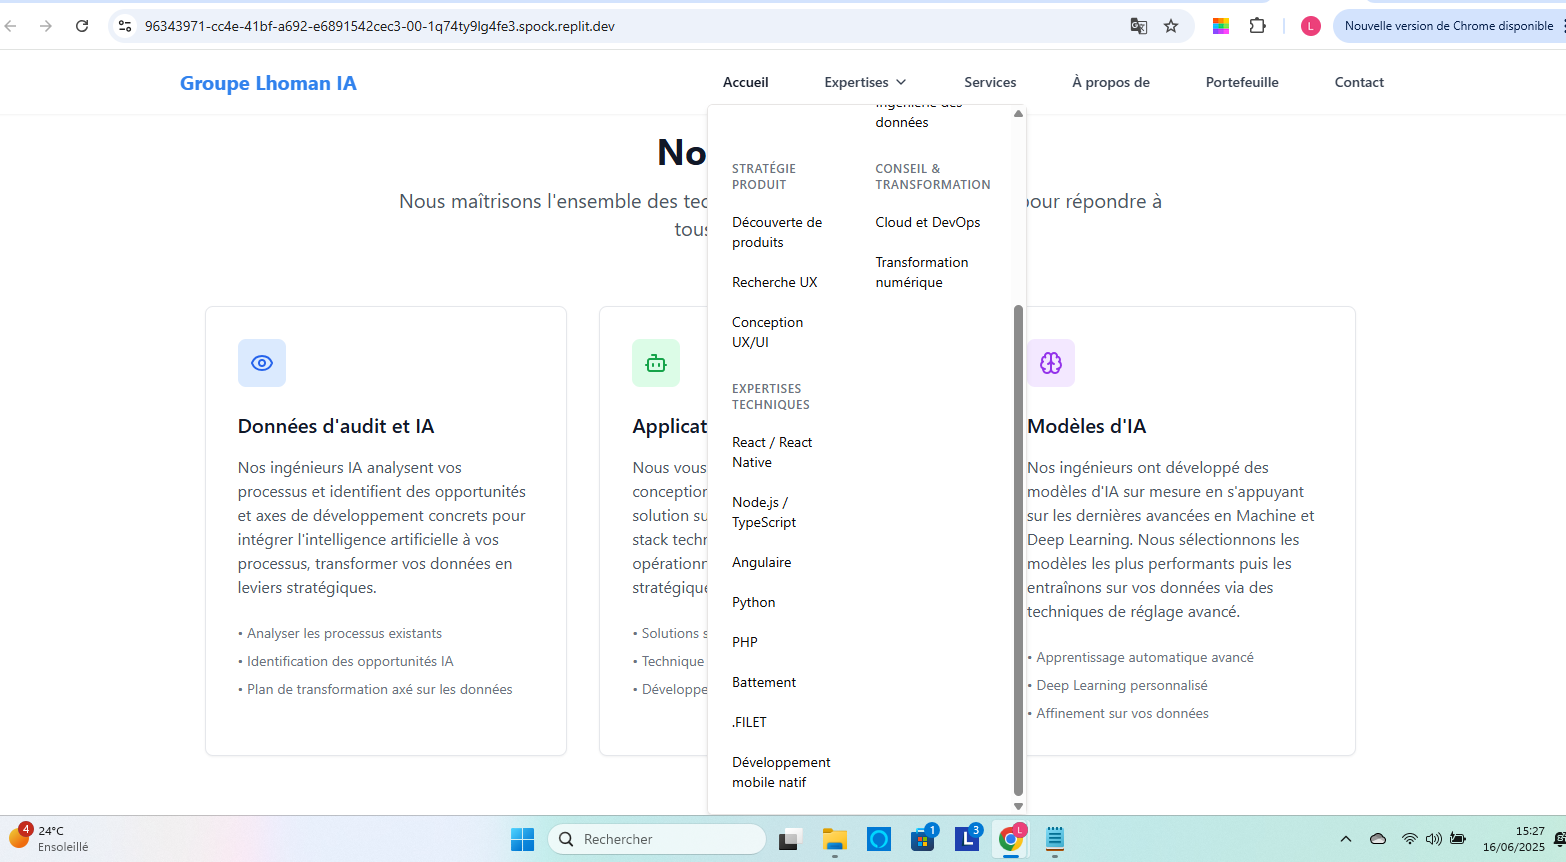 96343971-cc4e-41bf-a692-e6891542cec3-00-1q74ty9lg4fe3.spock.replit.dev
L
Nouvelle version de Chrome disponible
Groupe Lhoman IA
Accueil
Expertises
Services
À propos de
Portefeuille
Contact
No
Nous maîtrisons l'ensemble des tec
pour répondre à
tous
Ingénierie des
données
STRATÉGIE
PRODUIT
Découverte de
produits
Recherche UX
Conception
UX/UI
EXPERTISES
TECHNIQUES
React / React
Native
Node.js /
TypeScript
Angulaire
Python
PHP
Battement
.FILET
Développement
mobile natif
CONSEIL &
TRANSFORMATION
Cloud et DevOps
Transformation
numérique
Données d'audit et IA
Nos ingénieurs IA analysent vos
processus et identifient des opportunités
et axes de développement concrets pour
intégrer l'intelligence artificielle à vos
processus, transformer vos données en
leviers stratégiques.
• Analyser les processus existants
• Identification des opportunités IA
• Plan de transformation axé sur les données
Applicat
Nous vous
conception
solution su
stack techn
opérationn
stratégique
• Solutions s
• Technique
• Développe
Modèles d'IA
Nos ingénieurs ont développé des
modèles d'IA sur mesure en s'appuyant
sur les dernières avancées en Machine et
Deep Learning. Nous sélectionnons les
modèles les plus performants puis les
entraînons sur vos données via des
techniques de réglage avancé.
• Apprentissage automatique avancé
• Deep Learning personnalisé
• Affinement sur vos données
4
24°C
Ensoleillé
Rechercher
1
L
3
L
15:27
16/06/2025